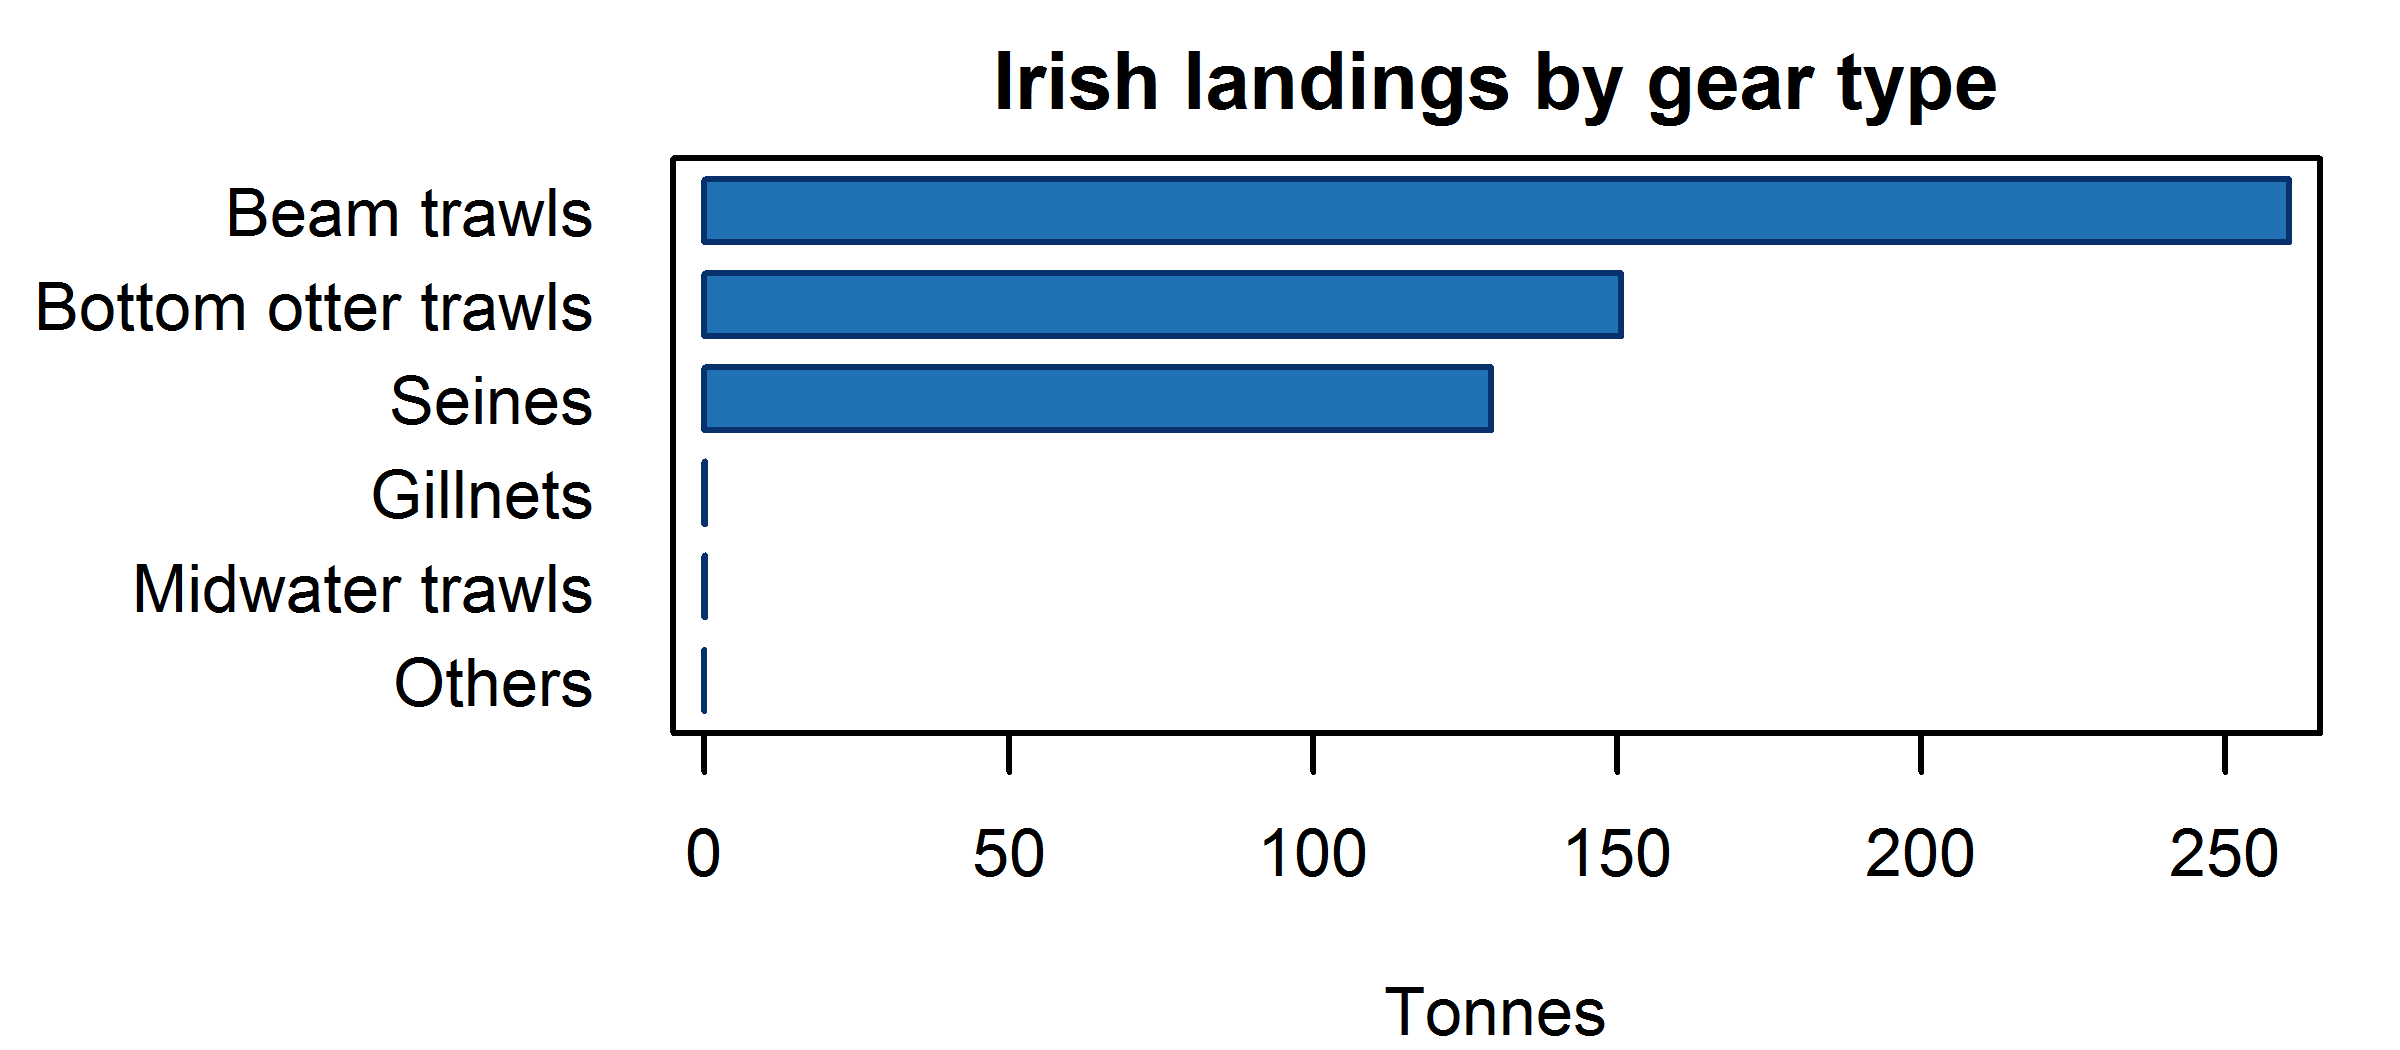 Irish landings by gear type
Beam trawls
Bottom otter trawls
Seines
Gillnets
Midwater trawls
Others
0 50 100 150 200 250
Tonnes